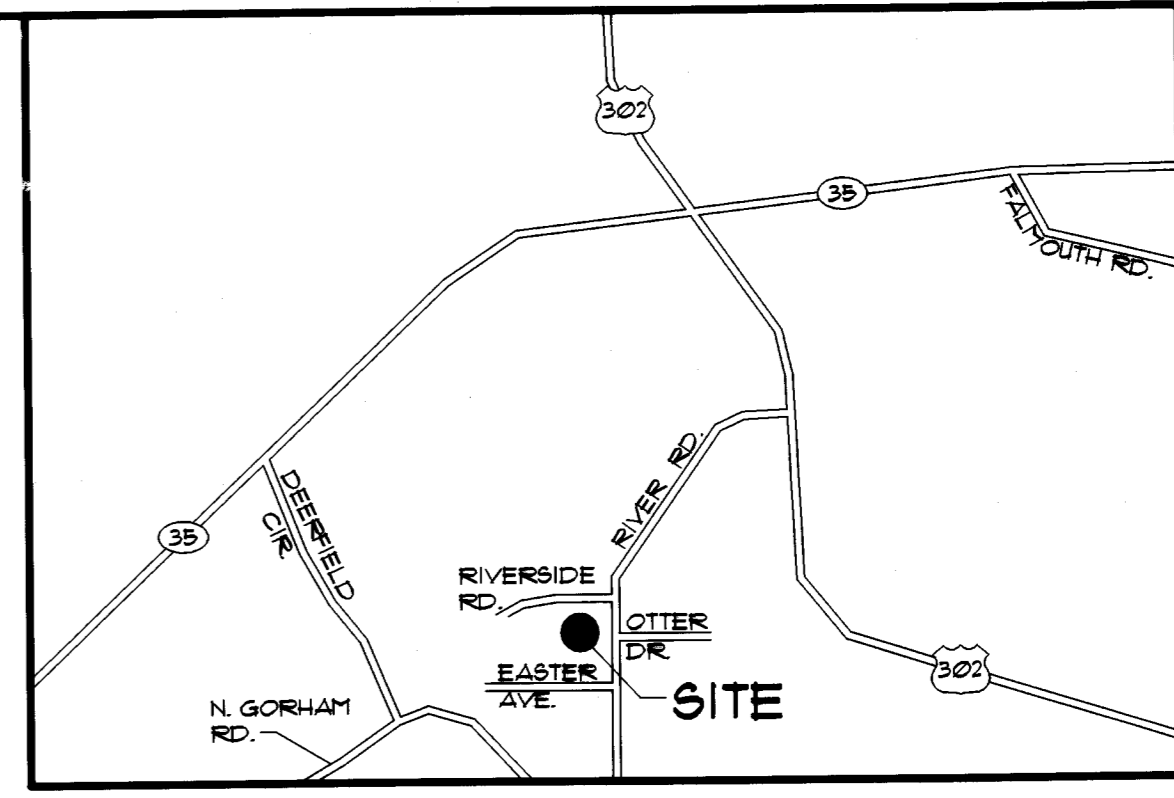 302
35
FALMOUTH RD.
RIVER RD.
DEERFIELD
CIR.
35
RIVERSIDE
RD.
OTTER
DR.
EASTER
AVE.
SITE
302
N. GORHAM
RD.